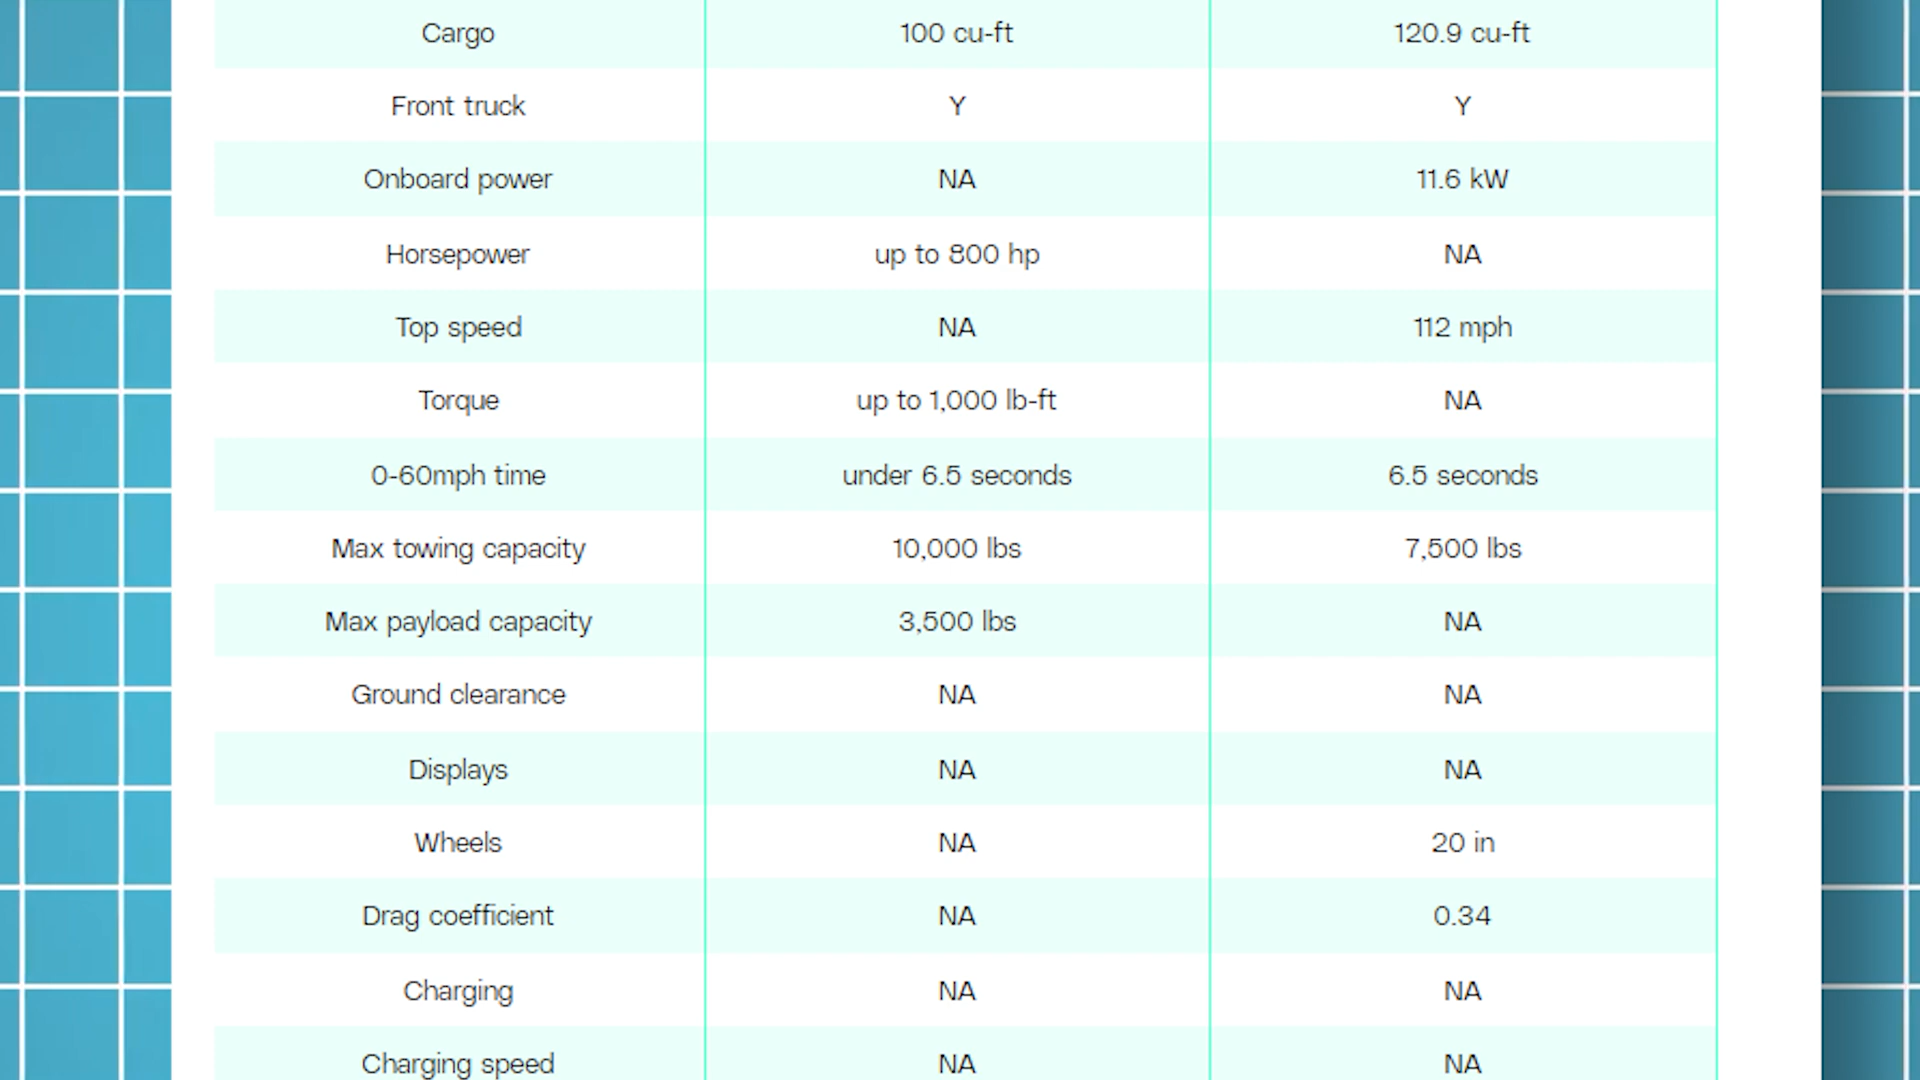 Cargo 100 cu-ft 120.9 cu-ft
Front truck Y Y
Onboard power NA 11.6 kW
Horsepower up to 800 hp NA
Top speed NA 112 mph
Torque up to 1,000 lb-ft NA
0-60mph time under 6.5 seconds 6.5 seconds
Max towing capacity 10,000 lbs 7,500 lbs
Max payload capacity 3,500 lbs NA
Ground clearance NA NA
Displays NA NA
Wheels NA 20 in
Drag coefficient NA 0.34
Charging NA NA
Charging speed NA NA